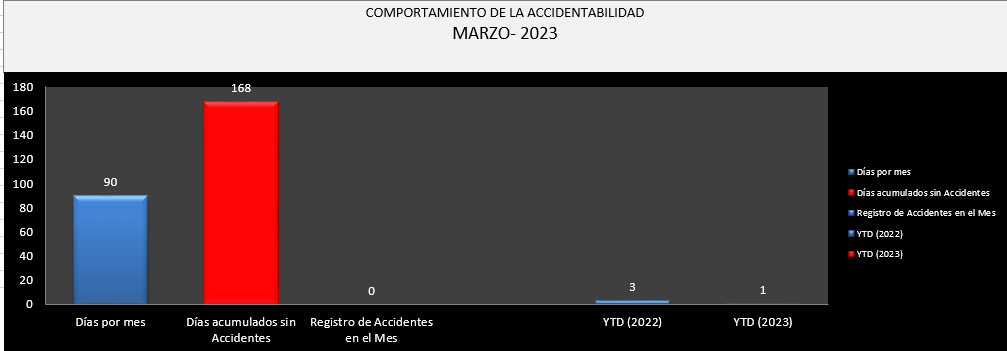 COMPORTAMIENTO DE LA ACCIDENTABILIDAD
MARZO- 2023
180
160
140
120
100
80
60
40
20
0
90
168
0
3
1
Días por mes
Días acumulados sin
Accidentes
Registro de Accidentes
en el Mes
YTD (2022)
YTD (2023)
Días por mes
Días acumulados sin Accidentes
Registro de Accidentes en el Mes
YTD (2022)
YTD (2023)